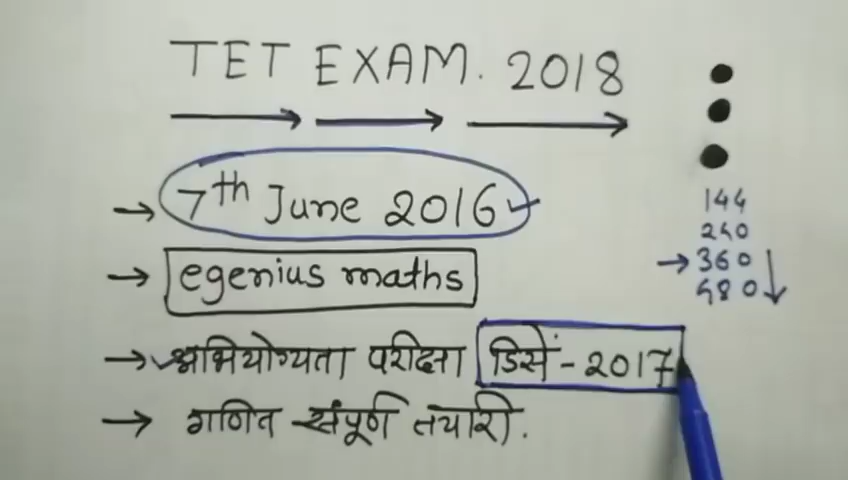 TET EXAM. 2018
7th June 2016
egenius maths
अभियोग्यता परीक्षा डिसें - 2017
गणित संपूर्ण तयारी.
144
240
360
480